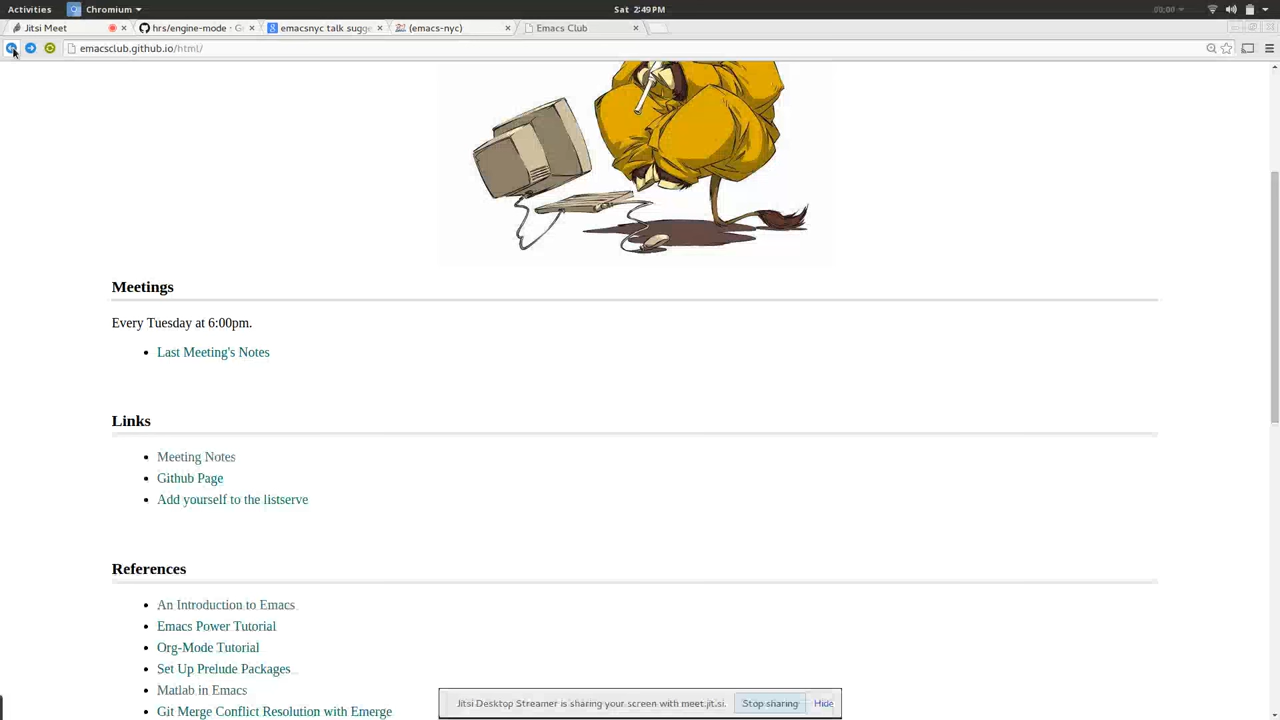 Activities Chromium Sat 2:49PM 00:00
Jitsi Meet hrs/engine-mode · G emacsnyc talk sugge (emacs-nyc) Emacs Club
emacsclub.github.io/html/
Meetings
Every Tuesday at 6:00pm.
Last Meeting's Notes
Links
Meeting Notes
Github Page
Add yourself to the listserve
References
An Introduction to Emacs
Emacs Power Tutorial
Org-Mode Tutorial
Set Up Prelude Packages
Matlab in Emacs
Git Merge Conflict Resolution with Emerge
Jitsi Desktop Streamer is sharing your screen with meet.jit.si. Stop sharing Hide